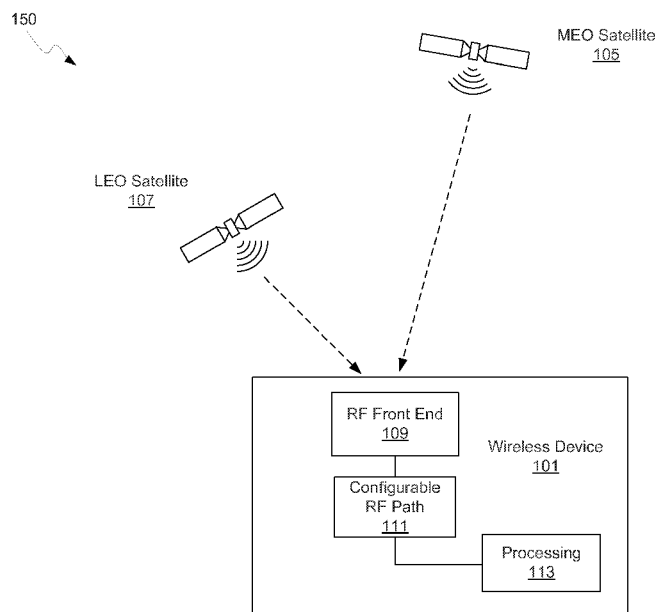 150
MEO Satellite
105
LEO Satellite
107
RF Front End
109
Wireless Device
101
Configurable
RF Path
111
Processing
113